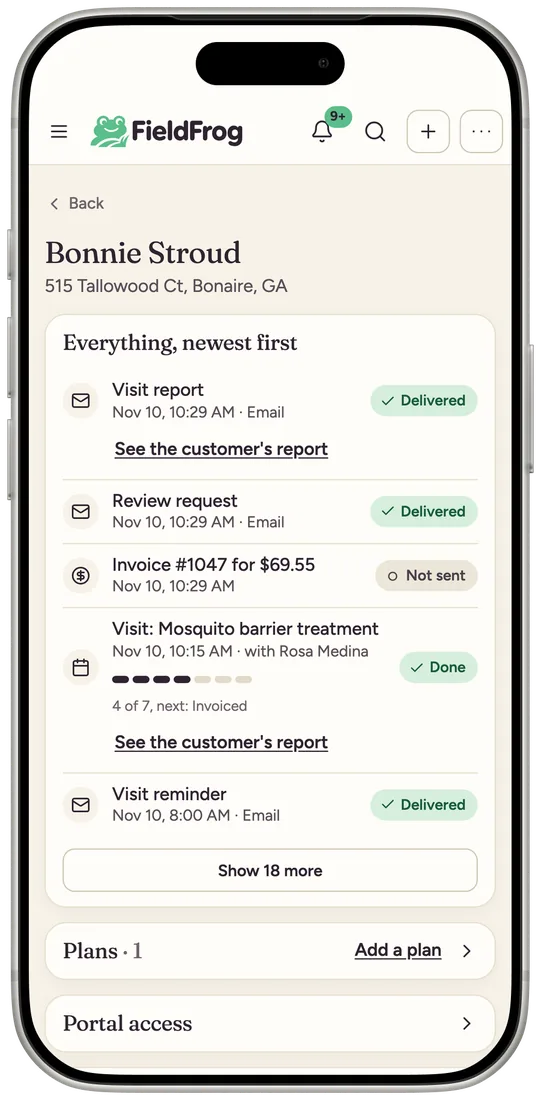 9+
FieldFrog
Back
Bonnie Stroud
515 Tallowood Ct, Bonaire, GA
Everything, newest first
Visit report
Nov 10, 10:29 AM · Email
Delivered
See the customer's report
Review request
Nov 10, 10:29 AM · Email
Delivered
Invoice #1047 for $69.55
Nov 10, 10:29 AM
Not sent
Visit: Mosquito barrier treatment
Nov 10, 10:15 AM · with Rosa Medina
Done
4 of 7, next: Invoiced
See the customer's report
Visit reminder
Nov 10, 8:00 AM · Email
Delivered
Show 18 more
Plans · 1
Add a plan
Portal access